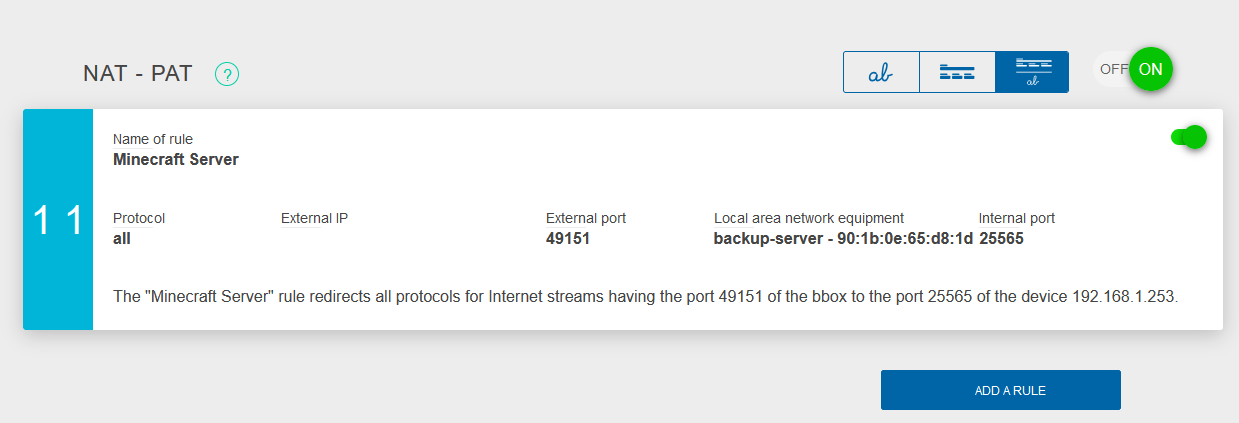 NAT - PAT ?
ab
ab
OFF ON
Name of rule
Minecraft Server
1 1
Protocol External IP External port Local area network equipment Internal port
all 49151 backup-server - 90:1b:0e:65:d8:1d 25565
The "Minecraft Server" rule redirects all protocols for Internet streams having the port 49151 of the bbox to the port 25565 of the device 192.168.1.253.
ADD A RULE